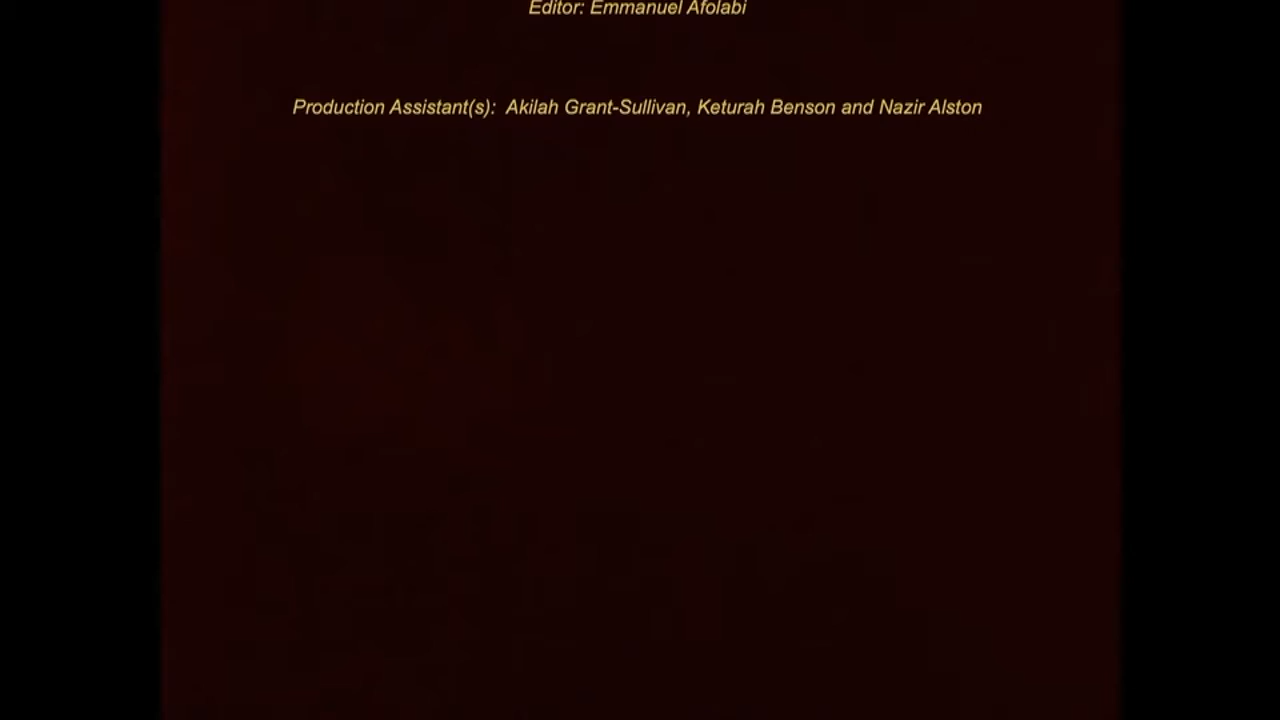 Editor: Emmanuel Afolabi
Production Assistant(s): Akilah Grant-Sullivan, Keturah Benson and Nazir Alston